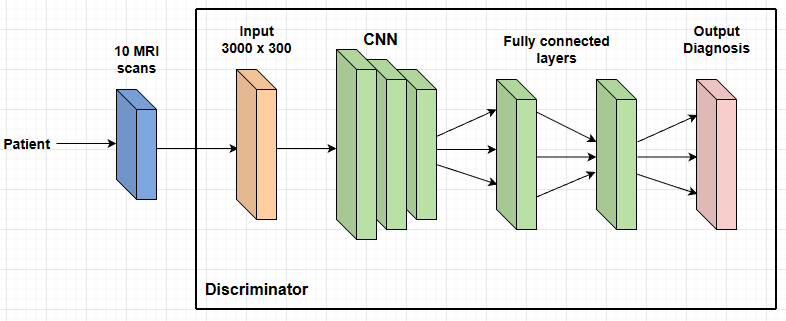 Patient
10 MRI
scans
Input
3000 x 300
CNN
Fully connected
layers
Output
Diagnosis
Discriminator